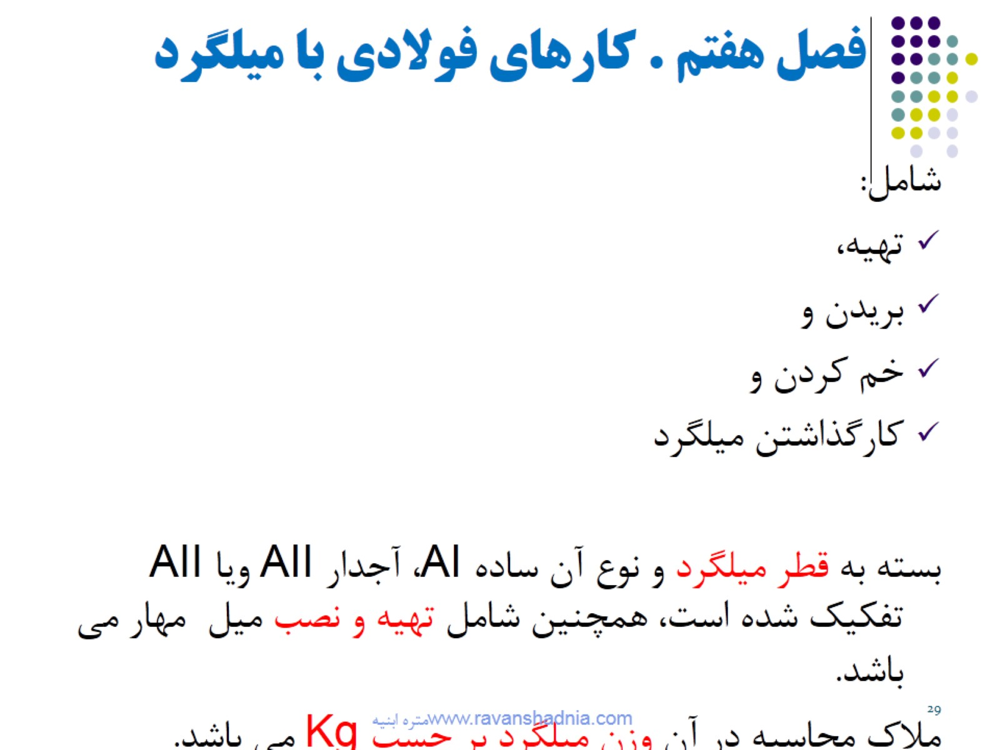 فصل هفتم . کارهای فولادی با میلگرد
شامل:
✓ تهیه،
✓ بریدن و
✓ خم کردن و
✓ کارگذاشتن میلگرد
بسته به قطر میلگرد و نوع آن ساده AI، آجدار AII ویا AII
تفکیک شده است، همچنین شامل تهیه و نصب میل مهار می
باشد.
ملاک محاسبه در آن وزن میلگرد بر حسب Kg می باشد.
متره ابنیه www.ravanshadnia.com
29